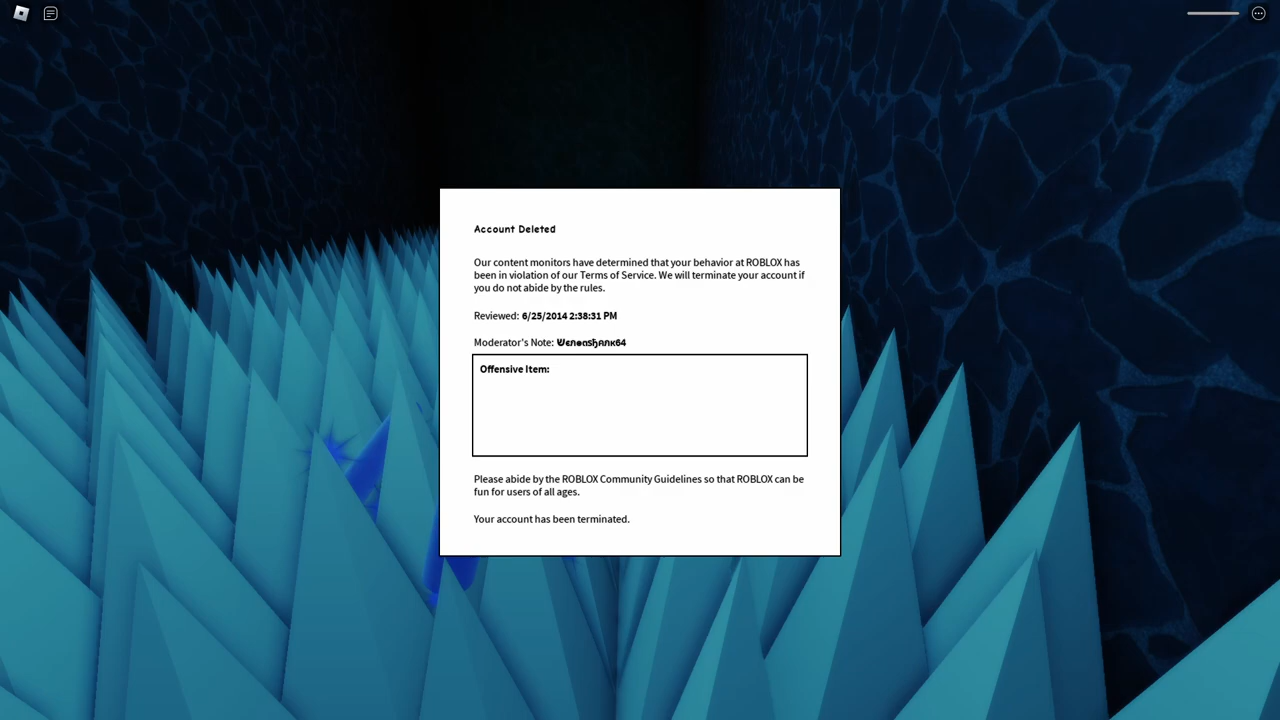 Account Deleted
Our content monitors have determined that your behavior at ROBLOX has
been in violation of our Terms of Service. We will terminate your account if
you do not abide by the rules.
Reviewed: 6/25/2014 2:38:31 PM
Moderator's Note:
Offensive Item:
Please abide by the ROBLOX Community Guidelines so that ROBLOX can be
fun for users of all ages.
Your account has been terminated.